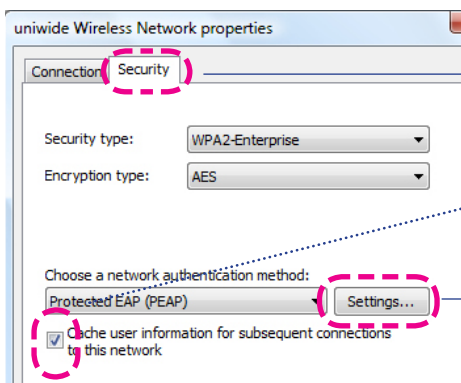 uniwide Wireless Network properties
Connection Security
Security type: WPA2-Enterprise
Encryption type: AES
Choose a network authentication method:
Protected EAP (PEAP) Settings...
Cache user information for subsequent connections
to this network